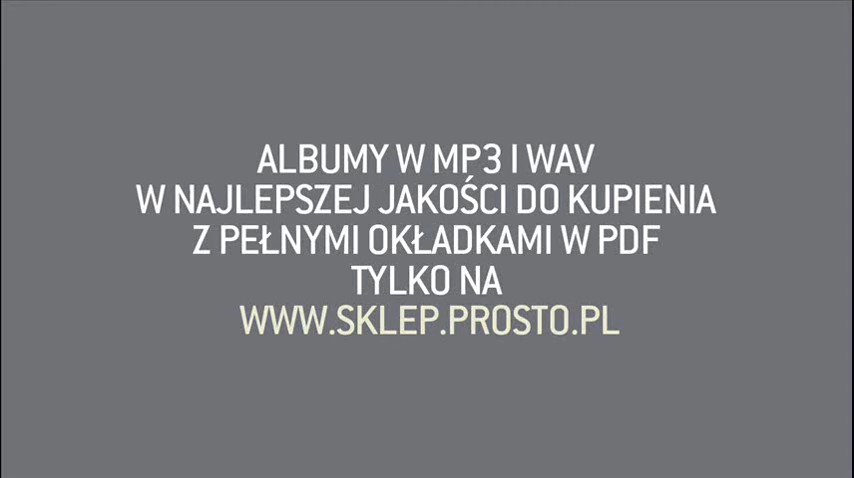 ALBUMY W MP3 I WAV
W NAJLEPSZEJ JAKOŚCI DO KUPIENIA
Z PEŁNYMI OKŁADKAMI W PDF
TYLKO NA
WWW.SKLEP.PROSTO.PL